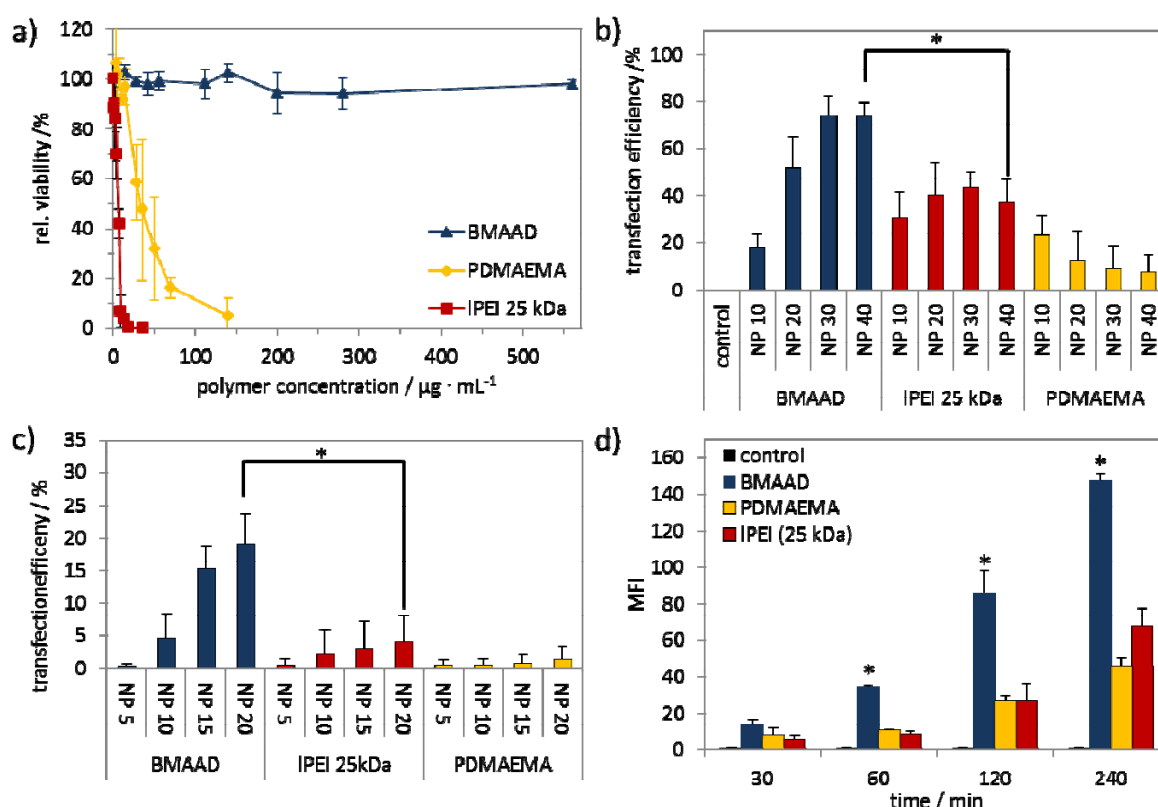 a)
120
100
80
60
40
20
0
rel. viability /%
0 100 200 300 400 500
polymer concentration / µg · mL⁻¹
BMAAD
PDMAEMA
lPEI 25 kDa
b)
100
80
60
40
20
0
transfection efficiency /%
*
control
NP 10
NP 20
NP 30
NP 40
NP 10
NP 20
NP 30
NP 40
NP 10
NP 20
NP 30
NP 40
BMAAD lPEI 25 kDa PDMAEMA
c)
35
30
25
20
15
10
5
0
transfectionefficeny / %
*
NP 5
NP 10
NP 15
NP 20
NP 5
NP 10
NP 15
NP 20
NP 5
NP 10
NP 15
NP 20
BMAAD lPEI 25kDa PDMAEMA
d)
160
140
120
100
80
60
40
20
0
MFI
control
BMAAD
PDMAEMA
lPEI (25 kDa)
*
*
*
30 60 120 240
time / min